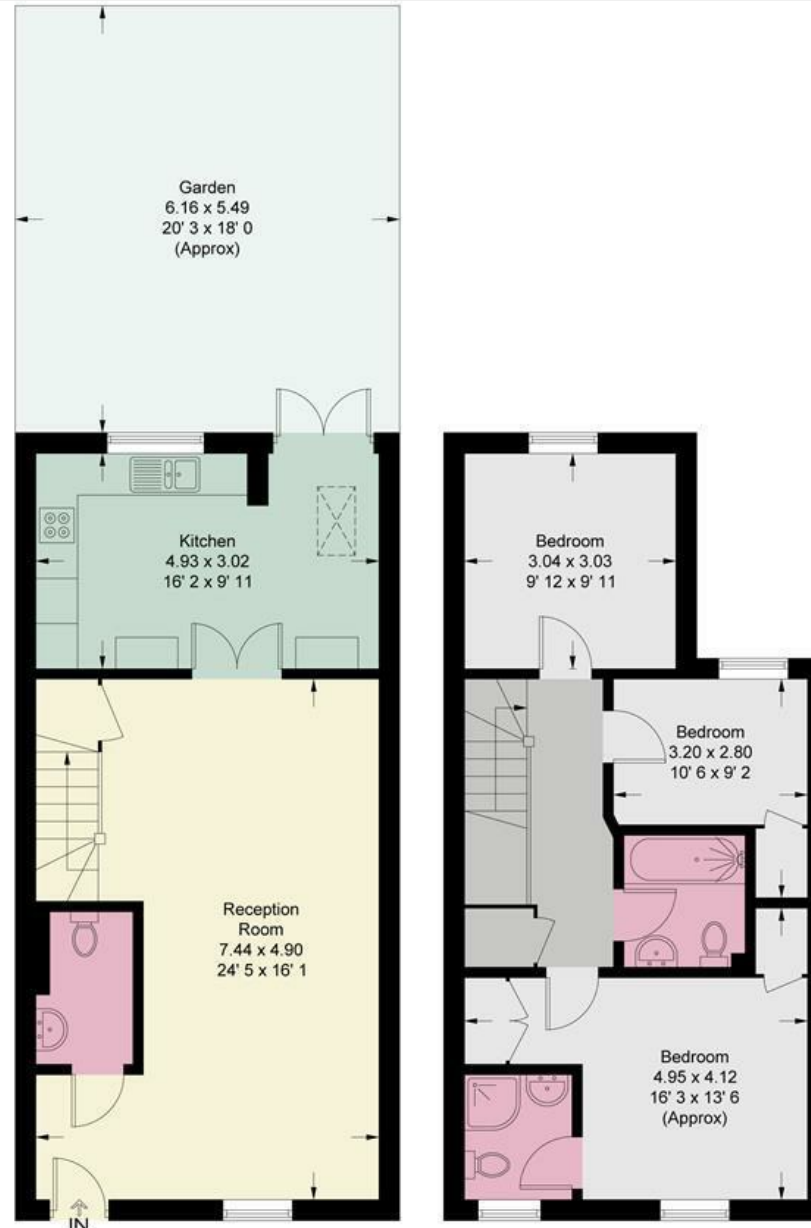 Garden
6.16 x 5.49
20' 3 x 18' 0
(Approx)
Kitchen
4.93 x 3.02
16' 2 x 9' 11
Reception
Room
7.44 x 4.90
24' 5 x 16' 1
IN
Bedroom
3.04 x 3.03
9' 12 x 9' 11
Bedroom
3.20 x 2.80
10' 6 x 9' 2
Bedroom
4.95 x 4.12
16' 3 x 13' 6
(Approx)